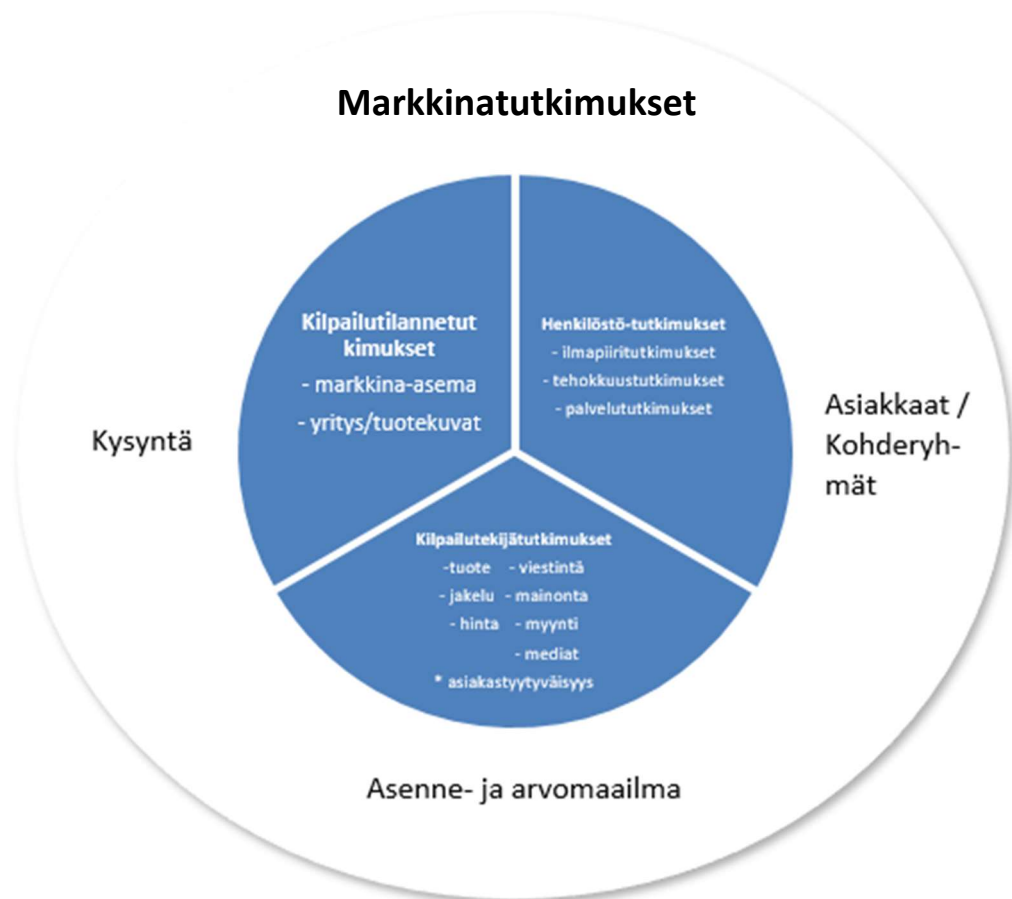 Markkinatutkimukset
Kilpailutilannetut
kimukset
- markkina-asema
- yritys/tuotekuvat
Henkilöstö-tutkimukset
- ilmapiiritutkimukset
- tehokkuustutkimukset
- palvelututkimukset
Kysyntä
Asiakkaat /
Kohderyh-
mät
Kilpailutekijätutkimukset
-tuote - viestintä
- jakelu - mainonta
- hinta - myynti
- mediat
* asiakastyytyväisyys
Asenne- ja arvomaailma